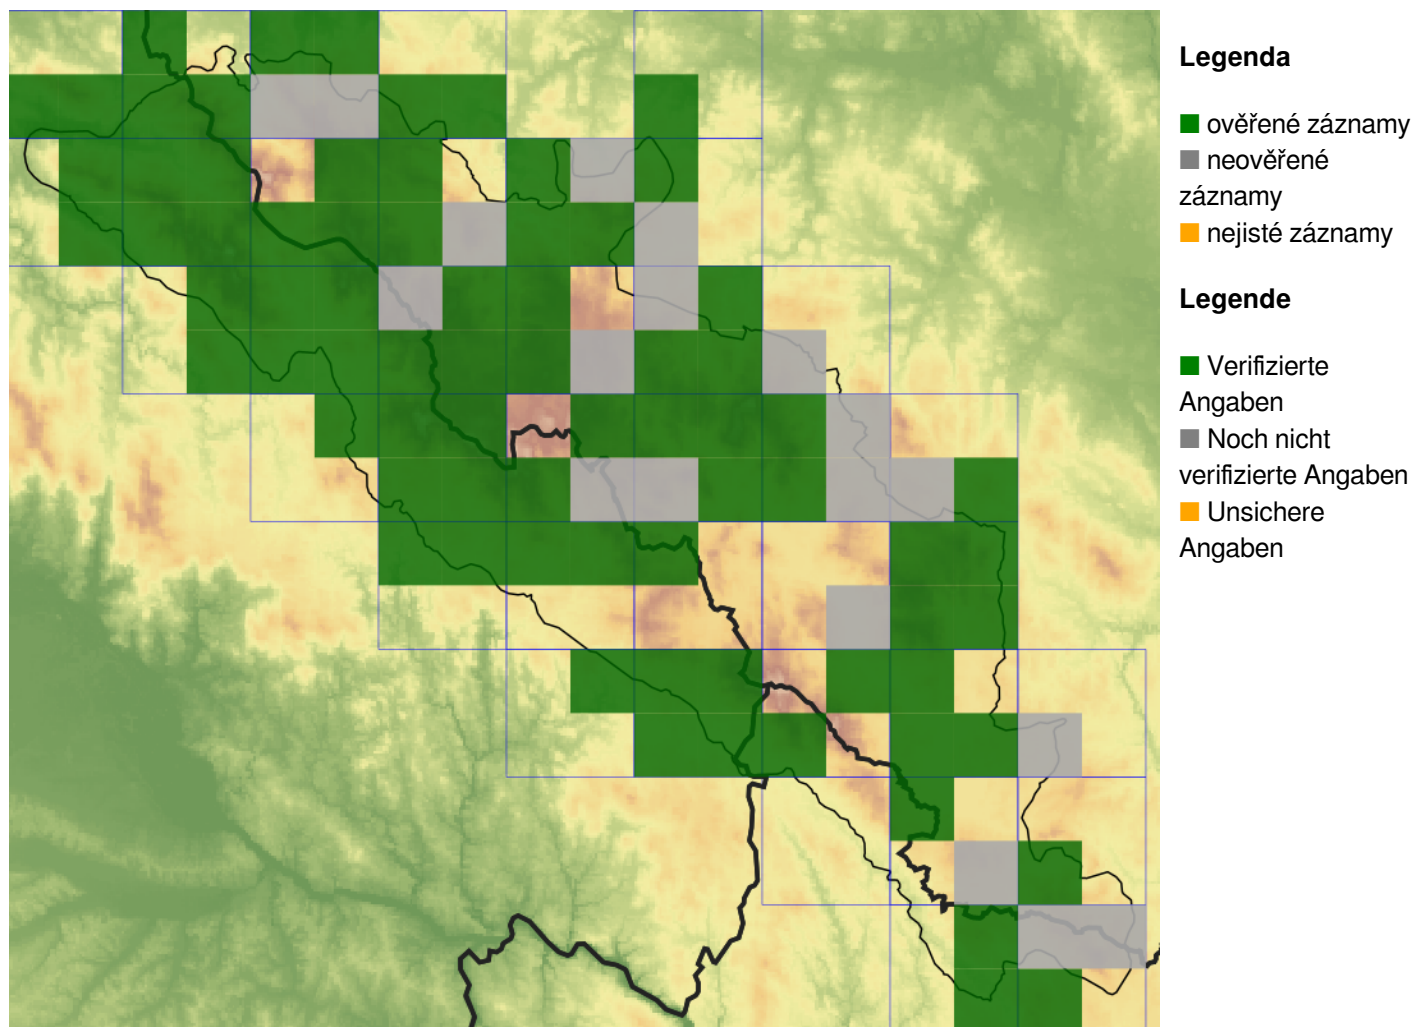 Legenda
ověřené záznamy
neověřené
záznamy
nejisté záznamy
Legende
Verifizierte
Angaben
Noch nicht
verifizierte Angaben
Unsichere
Angaben